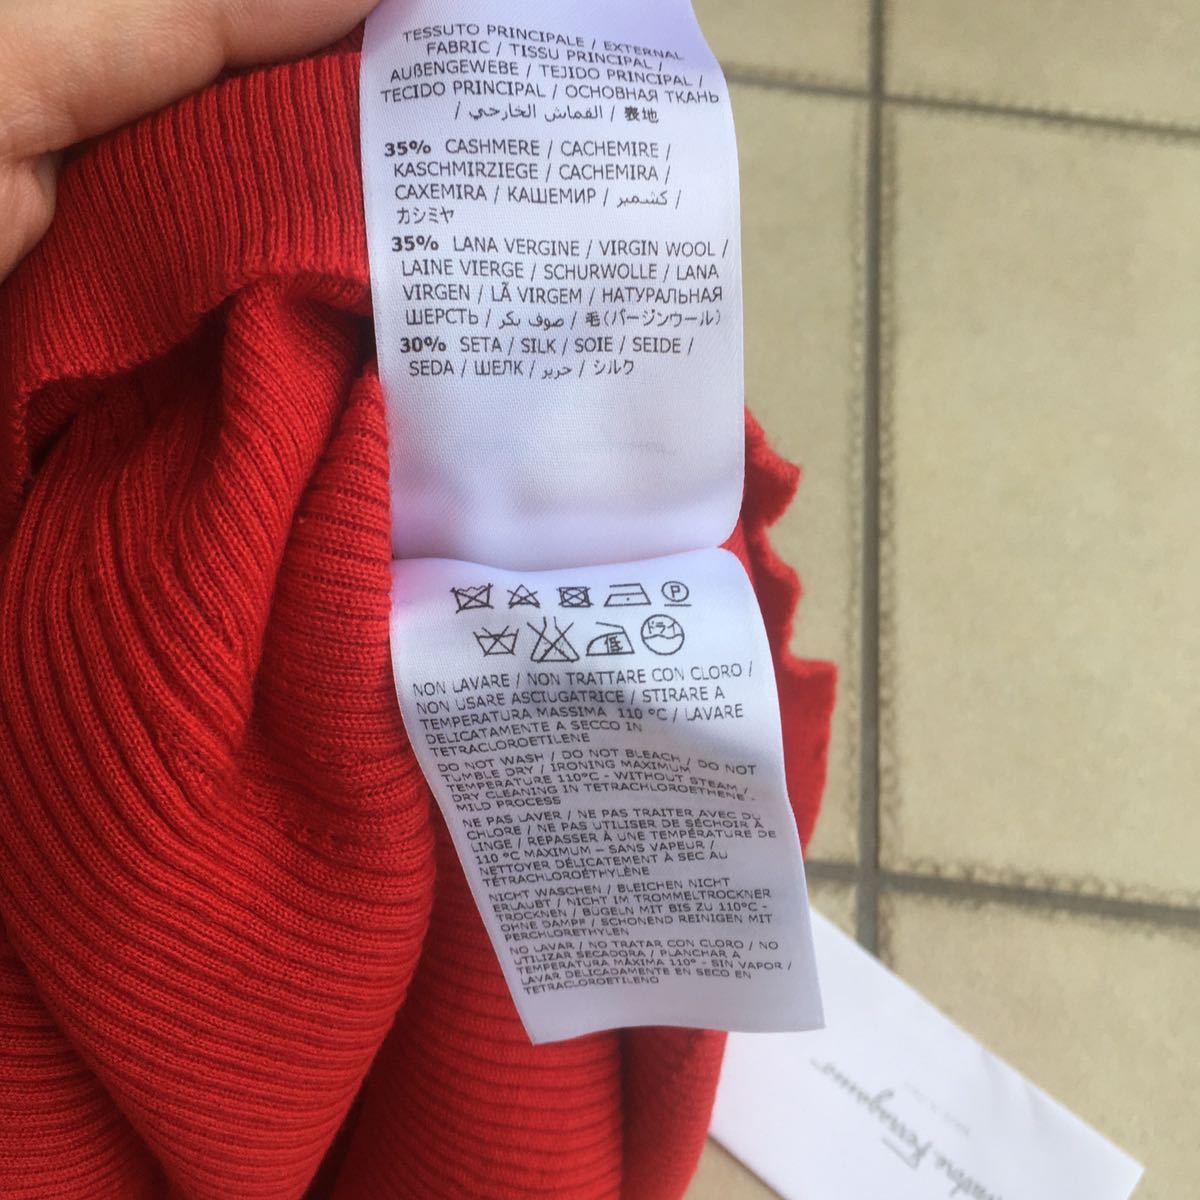 TESSUTO PRINCIPALE / EXTERNAL
FABRIC / TISSU PRINCIPAL /
AUßENGEWEBE / TEJIDO PRINCIPAL /
TECIDO PRINCIPAL / ОСНОВНАЯ ТКАНЬ
/ القماش الخارجي / 表地
35% CASHMERE / CACHEMIRE /
KASCHMIRZIEGE / CACHEMIRA /
CAXEMIRA / КАШЕМИР / كشمير /
カシミヤ
35% LANA VERGINE / VIRGIN WOOL /
LAINE VIERGE / SCHURWOLLE / LANA
VIRGEN / LÃ VIRGEM / НАТУРАЛЬНАЯ
ШЕРСТЬ / صوف بكر / 毛(バージンウール)
30% SETA / SILK / SOIE / SEIDE /
SEDA / ШЕЛК / حرير / シルク
P
低 ドライ
NON LAVARE / NON TRATTARE CON CLORO /
NON USARE ASCIUGATRICE / STIRARE A
TEMPERATURA MASSIMA 110 °C / LAVARE
DELICATAMENTE A SECCO IN
TETRACLOROETILENE
DO NOT WASH / DO NOT BLEACH / DO NOT
TUMBLE DRY / IRONING MAXIMUM
TEMPERATURE 110°C - WITHOUT STEAM /
DRY CLEANING IN TETRACHLOROETHENE -
MILD PROCESS
NE PAS LAVER / NE PAS TRAITER AVEC DU
CHLORE / NE PAS UTILISER DE SÉCHOIR À
LINGE / REPASSER À UNE TEMPÉRATURE DE
110 °C MAXIMUM – SANS VAPEUR /
NETTOYER DÉLICATEMENT À SEC AU
TÉTRACHLOROÉTHYLÈNE
NICHT WASCHEN / BLEICHEN NICHT
ERLAUBT / NICHT IM TROMMELTROCKNER
TROCKNEN / BÜGELN MIT BIS ZU 110°C -
OHNE DAMPF / SCHONEND REINIGEN MIT
PERCHLORETHYLEN
NO LAVAR / NO TRATAR CON CLORO / NO
UTILIZAR SECADORA / PLANCHAR A
TEMPERATURA MÁXIMA 110° - SIN VAPOR /
LAVAR DELICADAMENTE EN SECO EN
TETRACLOROETILENO
Ferragamo